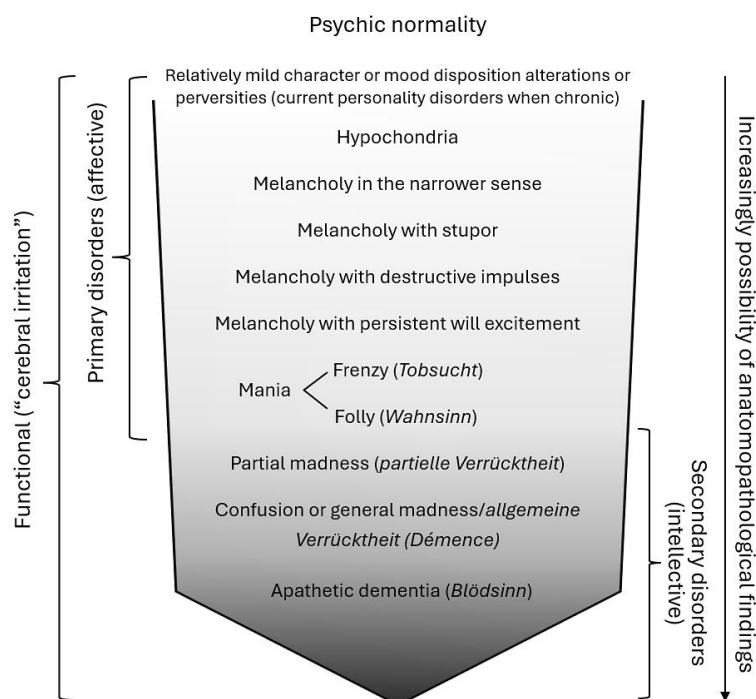 Psychic normality
Relatively mild character or mood disposition alterations or
perversities (current personality disorders when chronic)
Hypochondria
Melancholy in the narrower sense
Melancholy with stupor
Melancholy with destructive impulses
Melancholy with persistent will excitement
Mania
Frenzy (Tobsucht)
Folly (Wahnsinn)
Partial madness (partielle Verrücktheit)
Confusion or general madness/allgemeine
Verrücktheit (Démence)
Apathetic dementia (Blödsinn)
Functional ("cerebral irritation")
Primary disorders (affective)
Secondary disorders
(intellective)
Increasingly possibility of anatomopathological findings